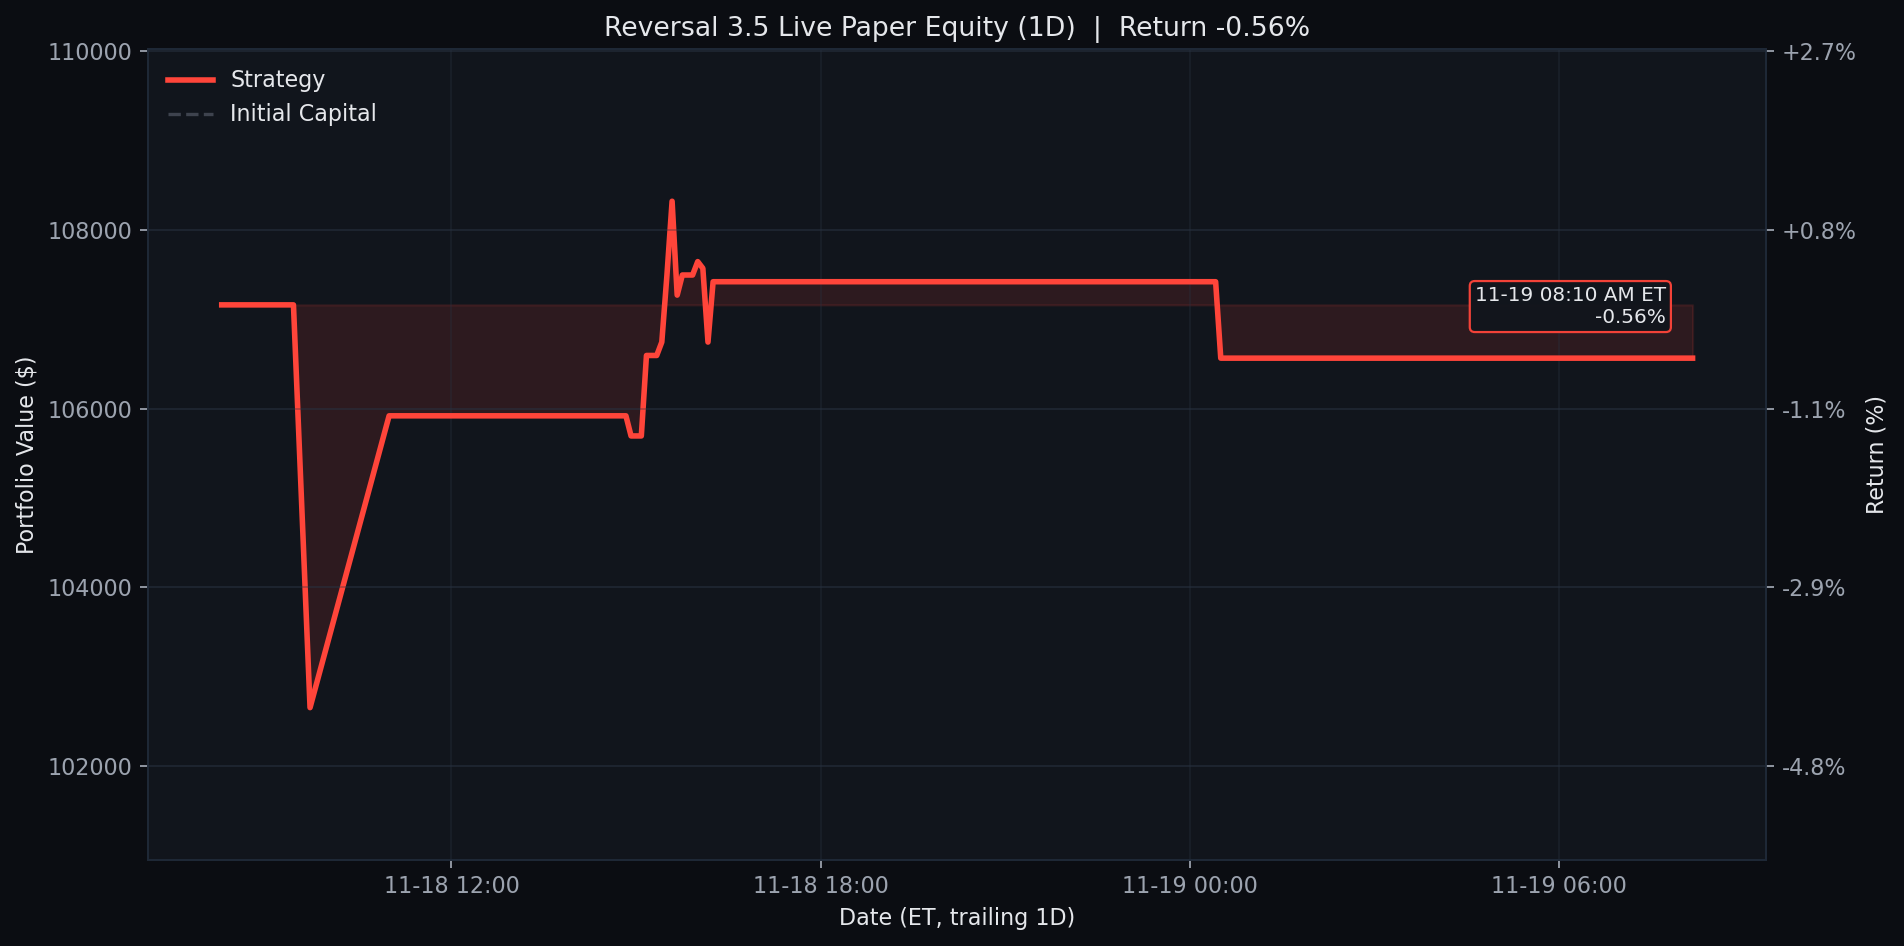 Reversal 3.5 Live Paper Equity (1D) | Return -0.56%
Strategy
Initial Capital
110000
108000
106000
104000
102000
Portfolio Value ($)
+2.7%
+0.8%
-1.1%
-2.9%
-4.8%
Return (%)
11-19 08:10 AM ET
-0.56%
11-18 12:00
11-18 18:00
11-19 00:00
11-19 06:00
Date (ET, trailing 1D)